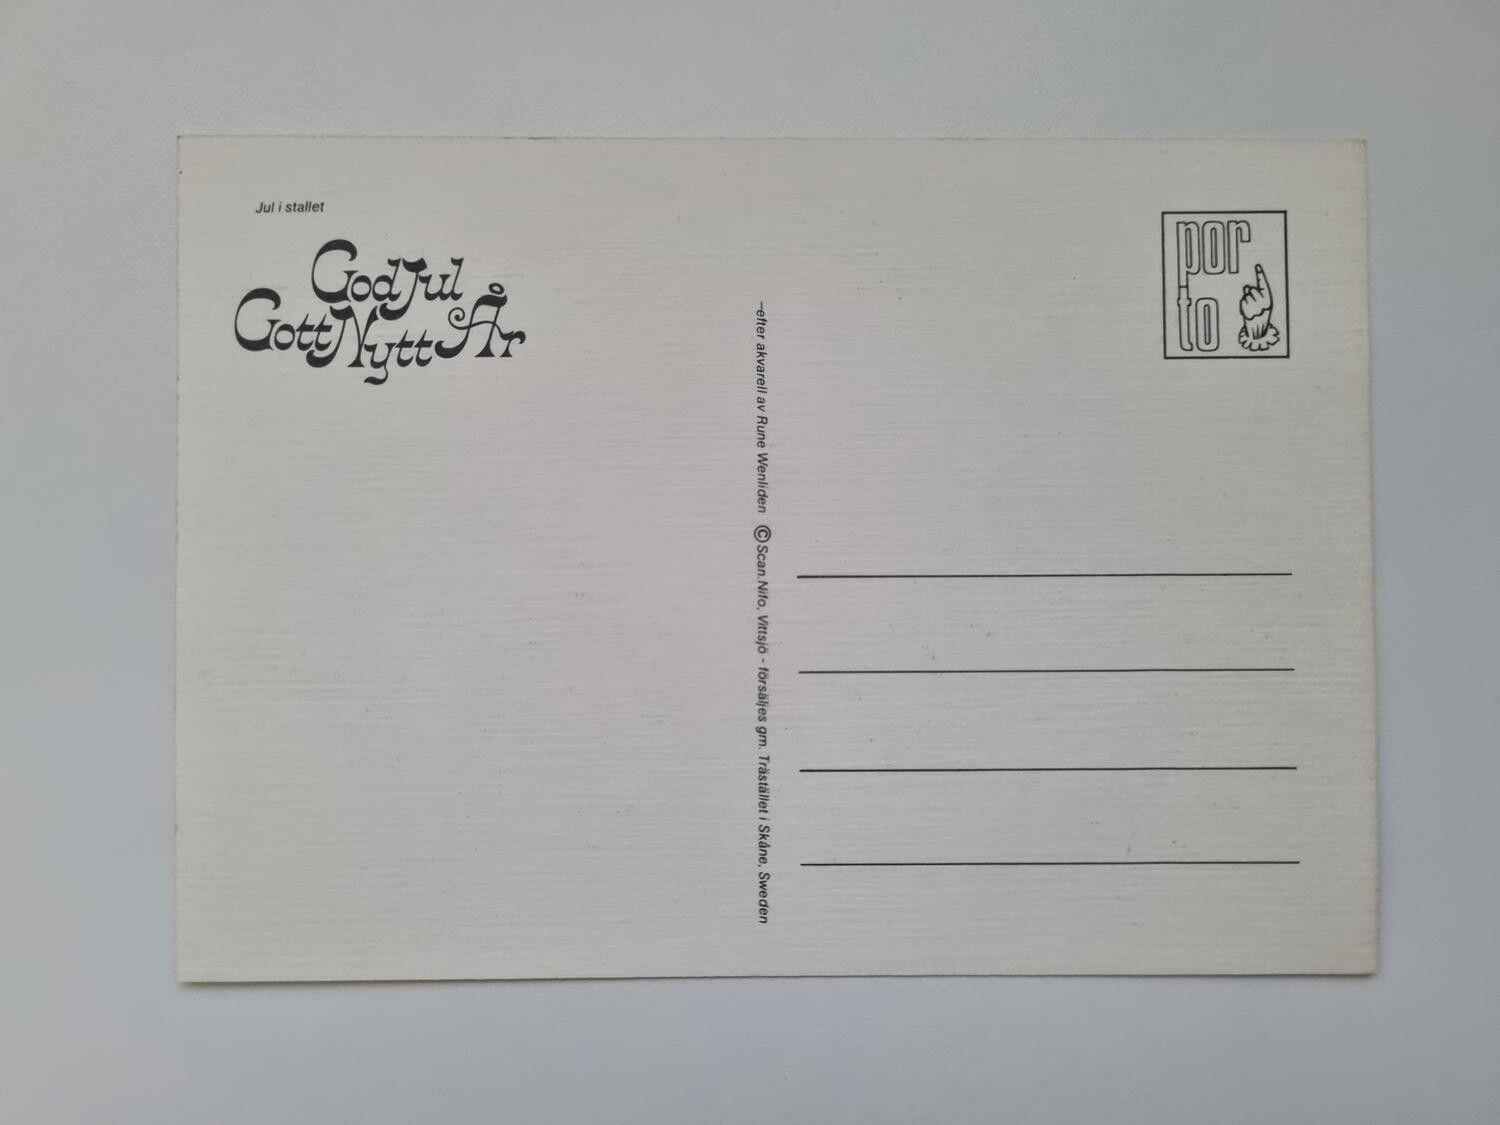 Jul i stallet
God Jul
Gott Nytt År
–efter akvarell av Rune Wenliden © Scan.Nifo, Vittsjö - försäljes gm. Trästället i Skåne, Sweden
por
to